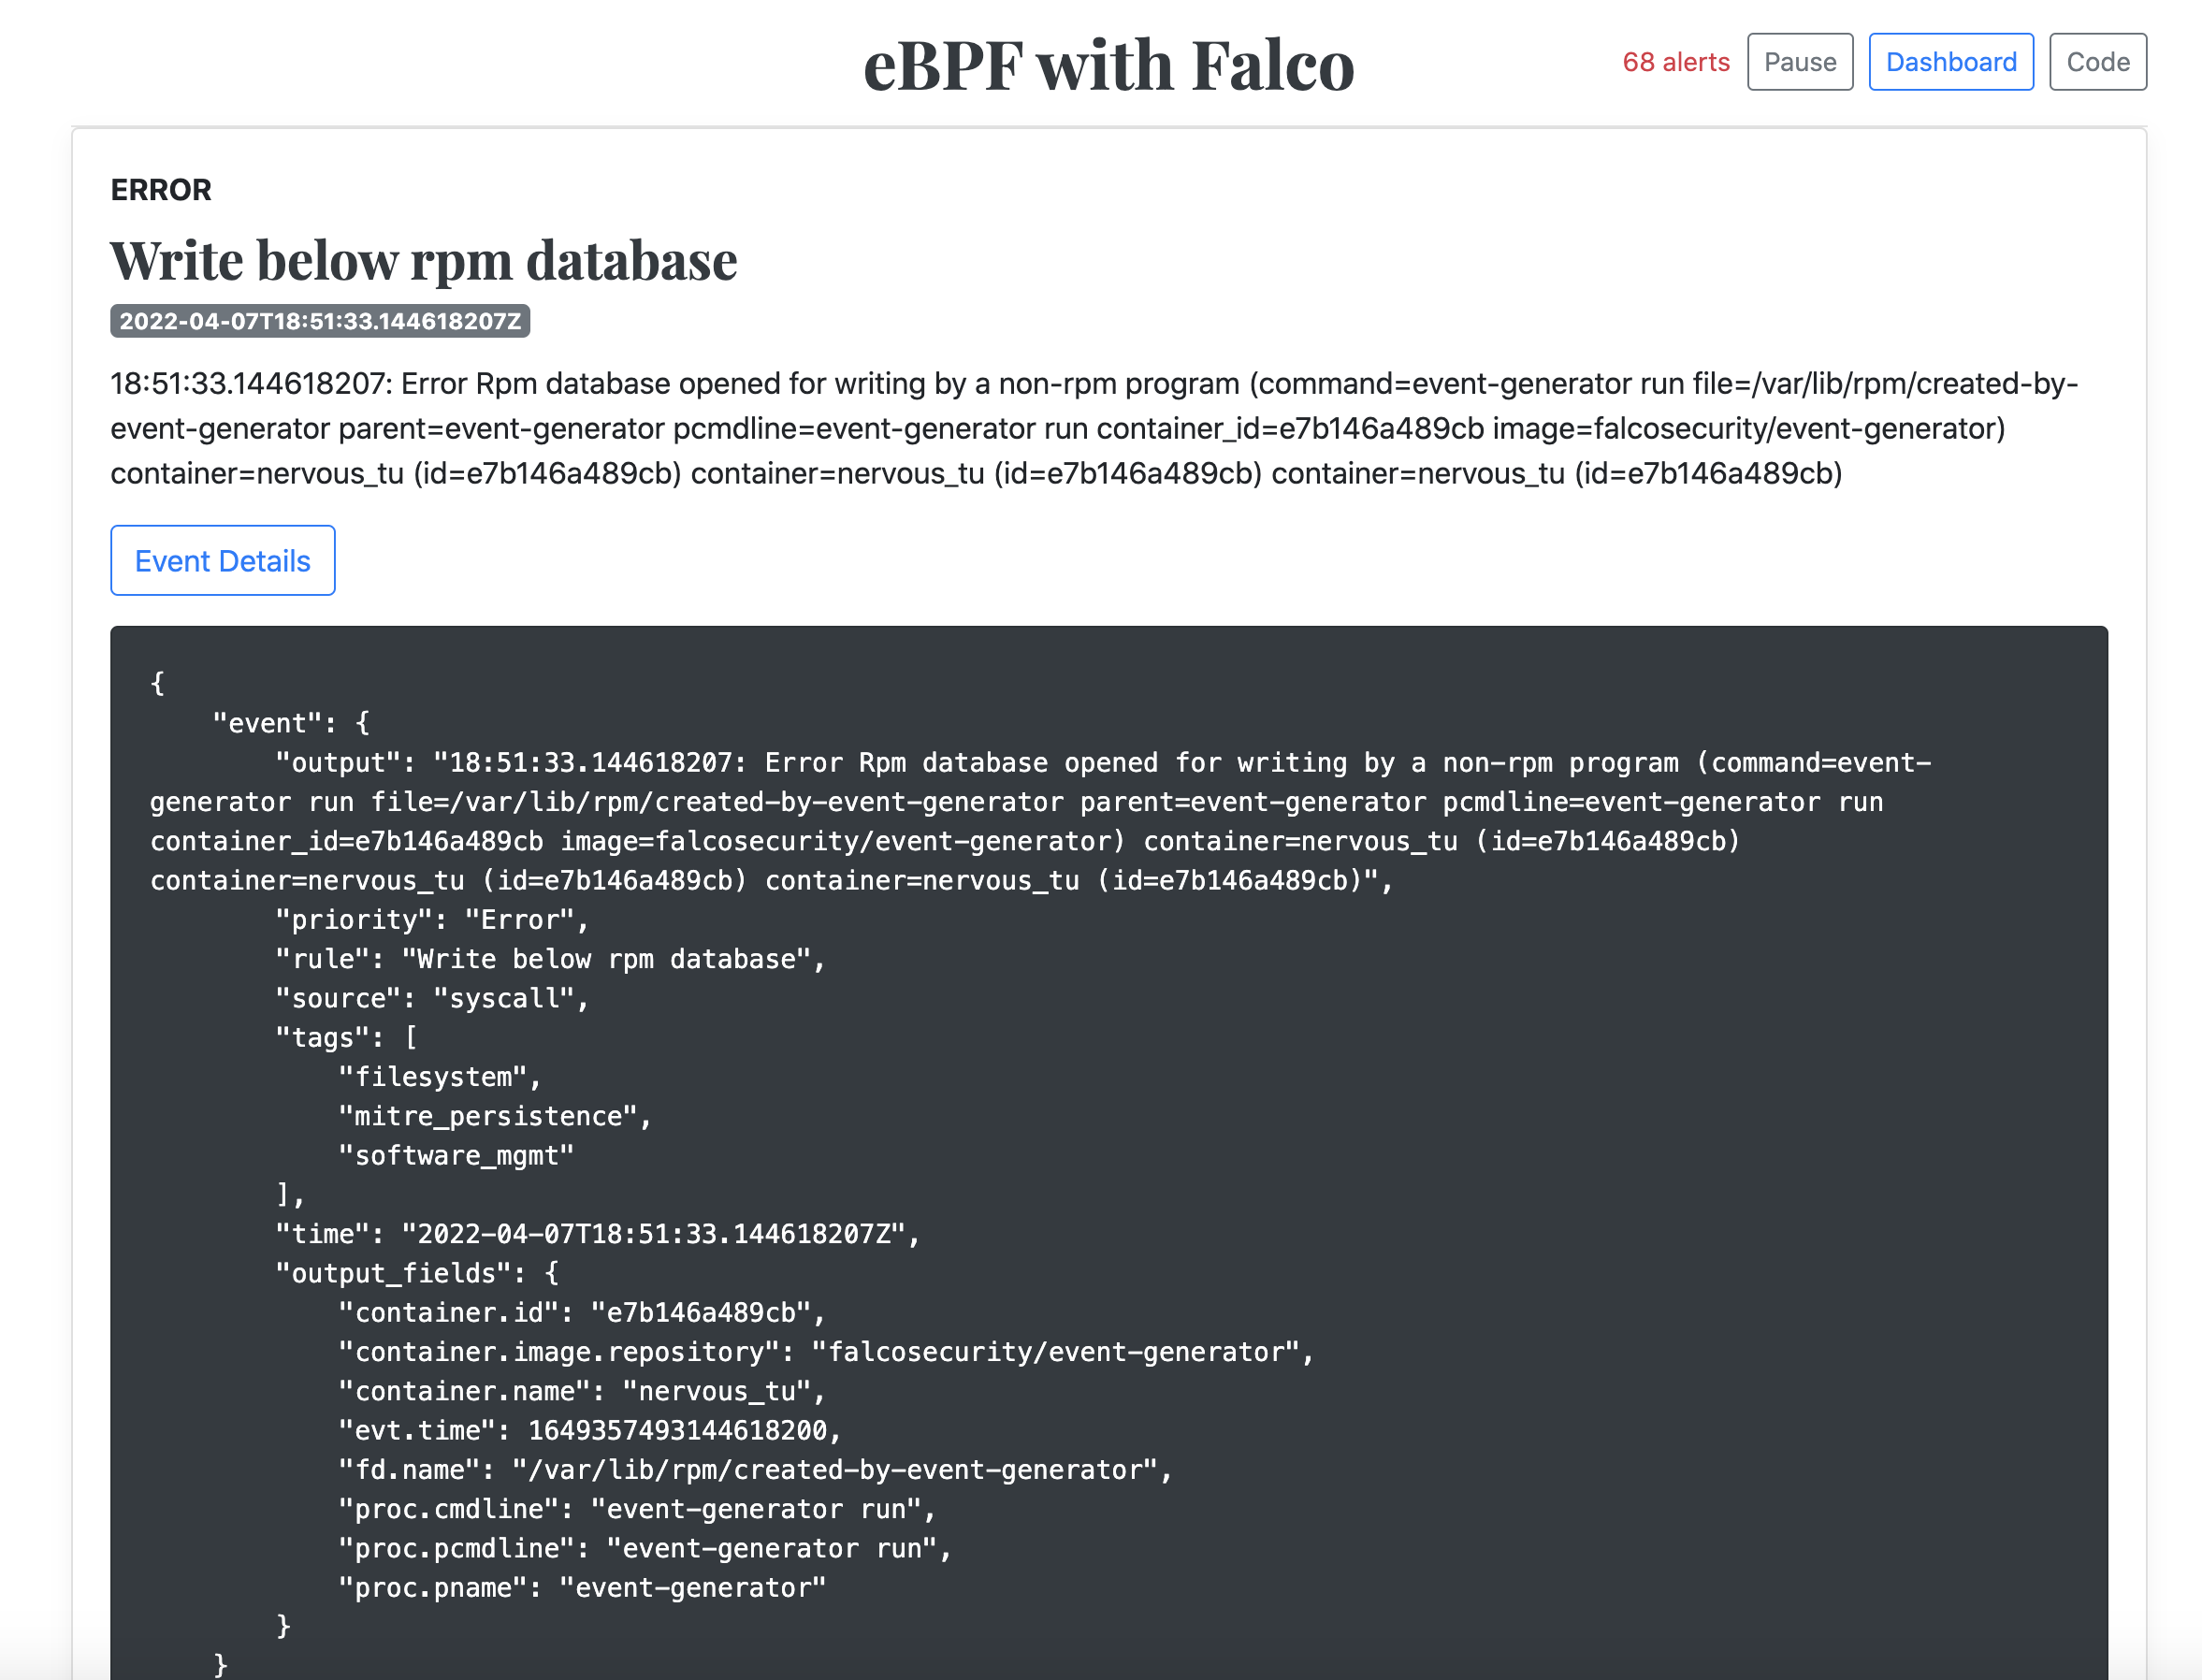 eBPF with Falco
68 alerts
Pause
Dashboard
Code
ERROR
Write below rpm database
2022-04-07T18:51:33.144618207Z
18:51:33.144618207: Error Rpm database opened for writing by a non-rpm program (command=event-generator run file=/var/lib/rpm/created-by-
event-generator parent=event-generator pcmdline=event-generator run container_id=e7b146a489cb image=falcosecurity/event-generator)
container=nervous_tu (id=e7b146a489cb) container=nervous_tu (id=e7b146a489cb) container=nervous_tu (id=e7b146a489cb)
Event Details
{
    "event": {
        "output": "18:51:33.144618207: Error Rpm database opened for writing by a non-rpm program (command=event-
generator run file=/var/lib/rpm/created-by-event-generator parent=event-generator pcmdline=event-generator run
container_id=e7b146a489cb image=falcosecurity/event-generator) container=nervous_tu (id=e7b146a489cb)
container=nervous_tu (id=e7b146a489cb) container=nervous_tu (id=e7b146a489cb)",
        "priority": "Error",
        "rule": "Write below rpm database",
        "source": "syscall",
        "tags": [
            "filesystem",
            "mitre_persistence",
            "software_mgmt"
        ],
        "time": "2022-04-07T18:51:33.144618207Z",
        "output_fields": {
            "container.id": "e7b146a489cb",
            "container.image.repository": "falcosecurity/event-generator",
            "container.name": "nervous_tu",
            "evt.time": 1649357493144618200,
            "fd.name": "/var/lib/rpm/created-by-event-generator",
            "proc.cmdline": "event-generator run",
            "proc.pcmdline": "event-generator run",
            "proc.pname": "event-generator"
        }
    }